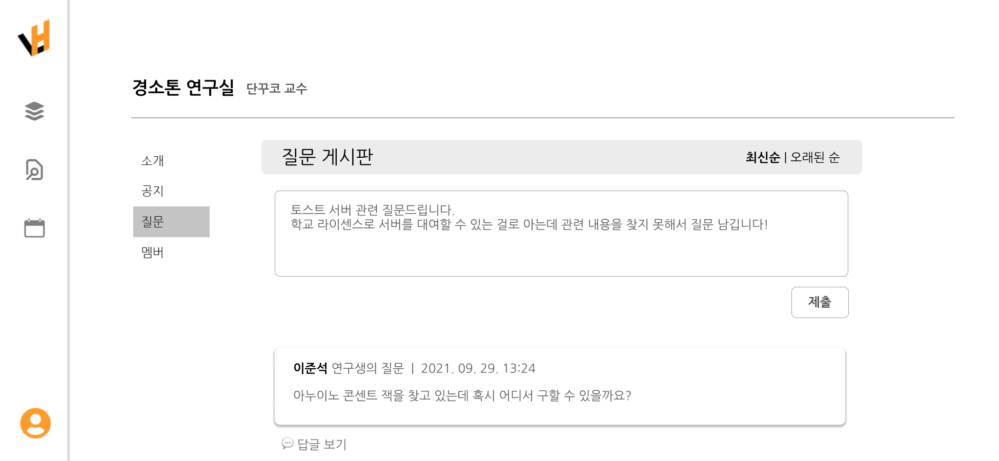 경소톤 연구실 단꾸코 교수
소개
공지
질문
멤버
질문 게시판
최신순 | 오래된 순
토스트 서버 관련 질문드립니다.
학교 라이센스로 서버를 대여할 수 있는 걸로 아는데 관련 내용을 찾지 못해서 질문 남깁니다!
제출
이준석 연구생의 질문 | 2021. 09. 29. 13:24
아누이노 콘센트 잭을 찾고 있는데 혹시 어디서 구할 수 있을까요?
답글 보기